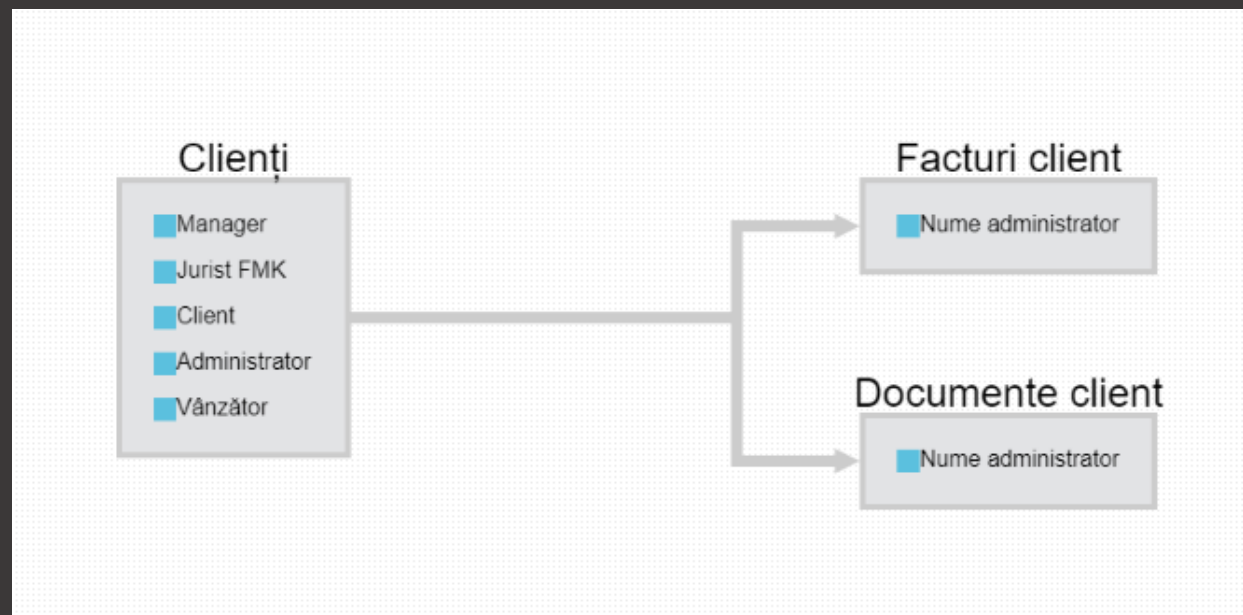 Clienți
Manager
Jurist FMK
Client
Administrator
Vânzător
Facturi client
Nume administrator
Documente client
Nume administrator